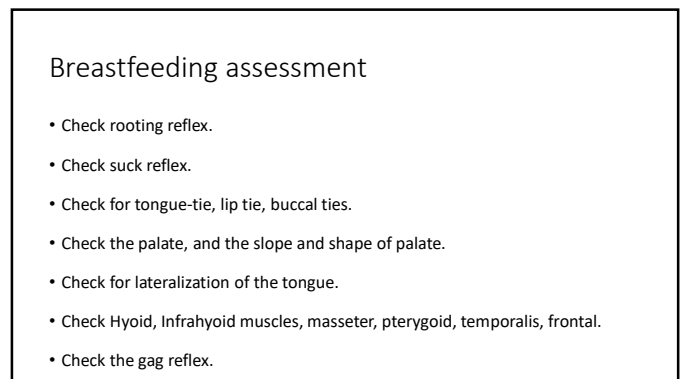 Breastfeeding assessment
• Check rooting reflex.
• Check suck reflex.
• Check for tongue-tie, lip tie, buccal ties.
• Check the palate, and the slope and shape of palate.
• Check for lateralization of the tongue.
• Check Hyoid, Infrahyoid muscles, masseter, pterygoid, temporalis, frontal.
• Check the gag reflex.